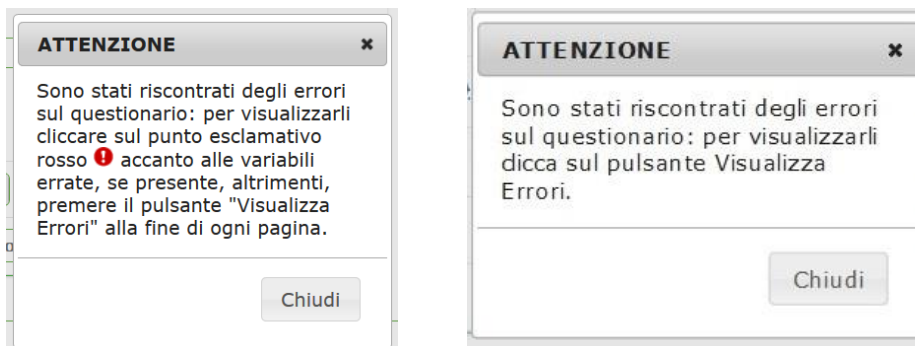 ATTENZIONE
Sono stati riscontrati degli errori
sul questionario: per visualizzarli
cliccare sul punto esclamativo
rosso ! accanto alle variabili
errate, se presente, altrimenti,
premere il pulsante "Visualizza
Errori" alla fine di ogni pagina.
Chiudi
ATTENZIONE
Sono stati riscontrati degli errori
sul questionario: per visualizzarli
clicca sul pulsante Visualizza
Errori.
Chiudi